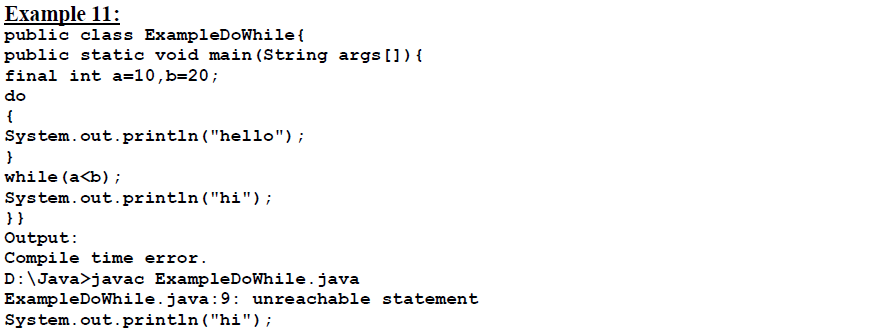 Example 11:
public class ExampleDoWhile{
public static void main(String args[]){
final int a=10,b=20;
do
{
System.out.println("hello");
}
while(a<b);
System.out.println("hi");
}}
Output:
Compile time error.
D:\Java>javac ExampleDoWhile.java
ExampleDoWhile.java:9: unreachable statement
System.out.println("hi");